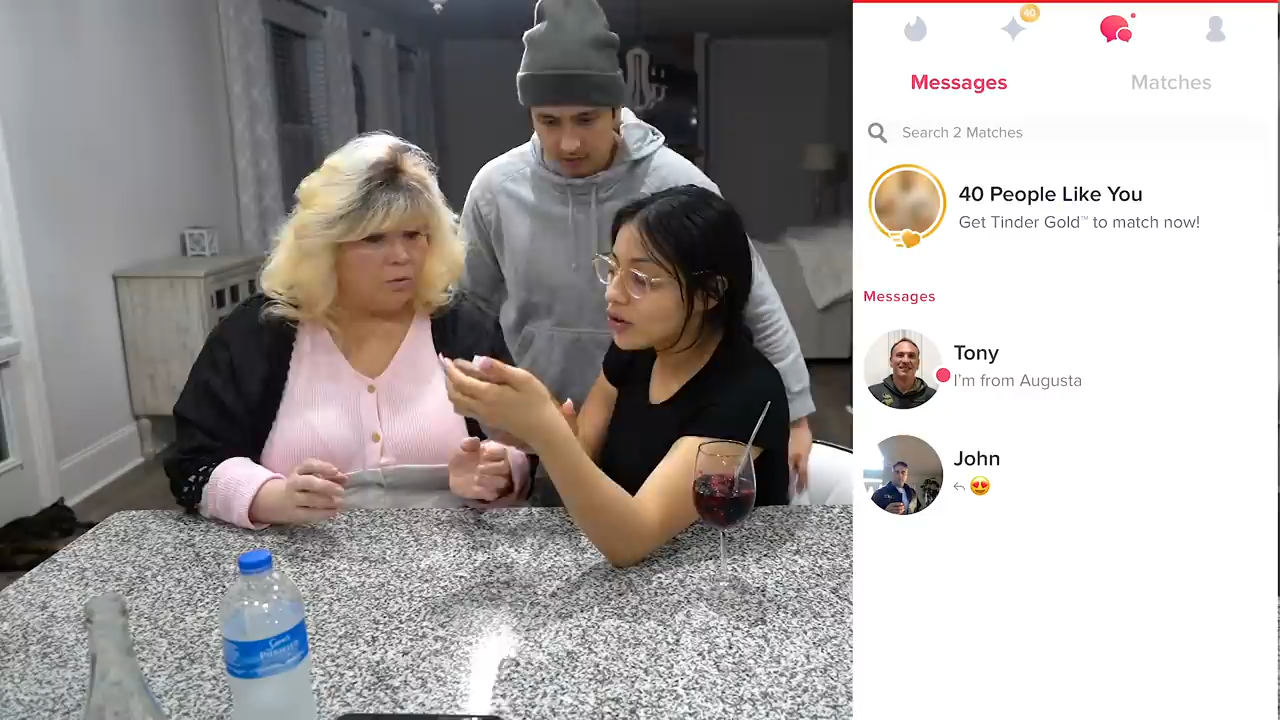 40
Messages
Matches
Search 2 Matches
40 People Like You
Get Tinder Gold™ to match now!
Messages
Tony
I'm from Augusta
John
😍